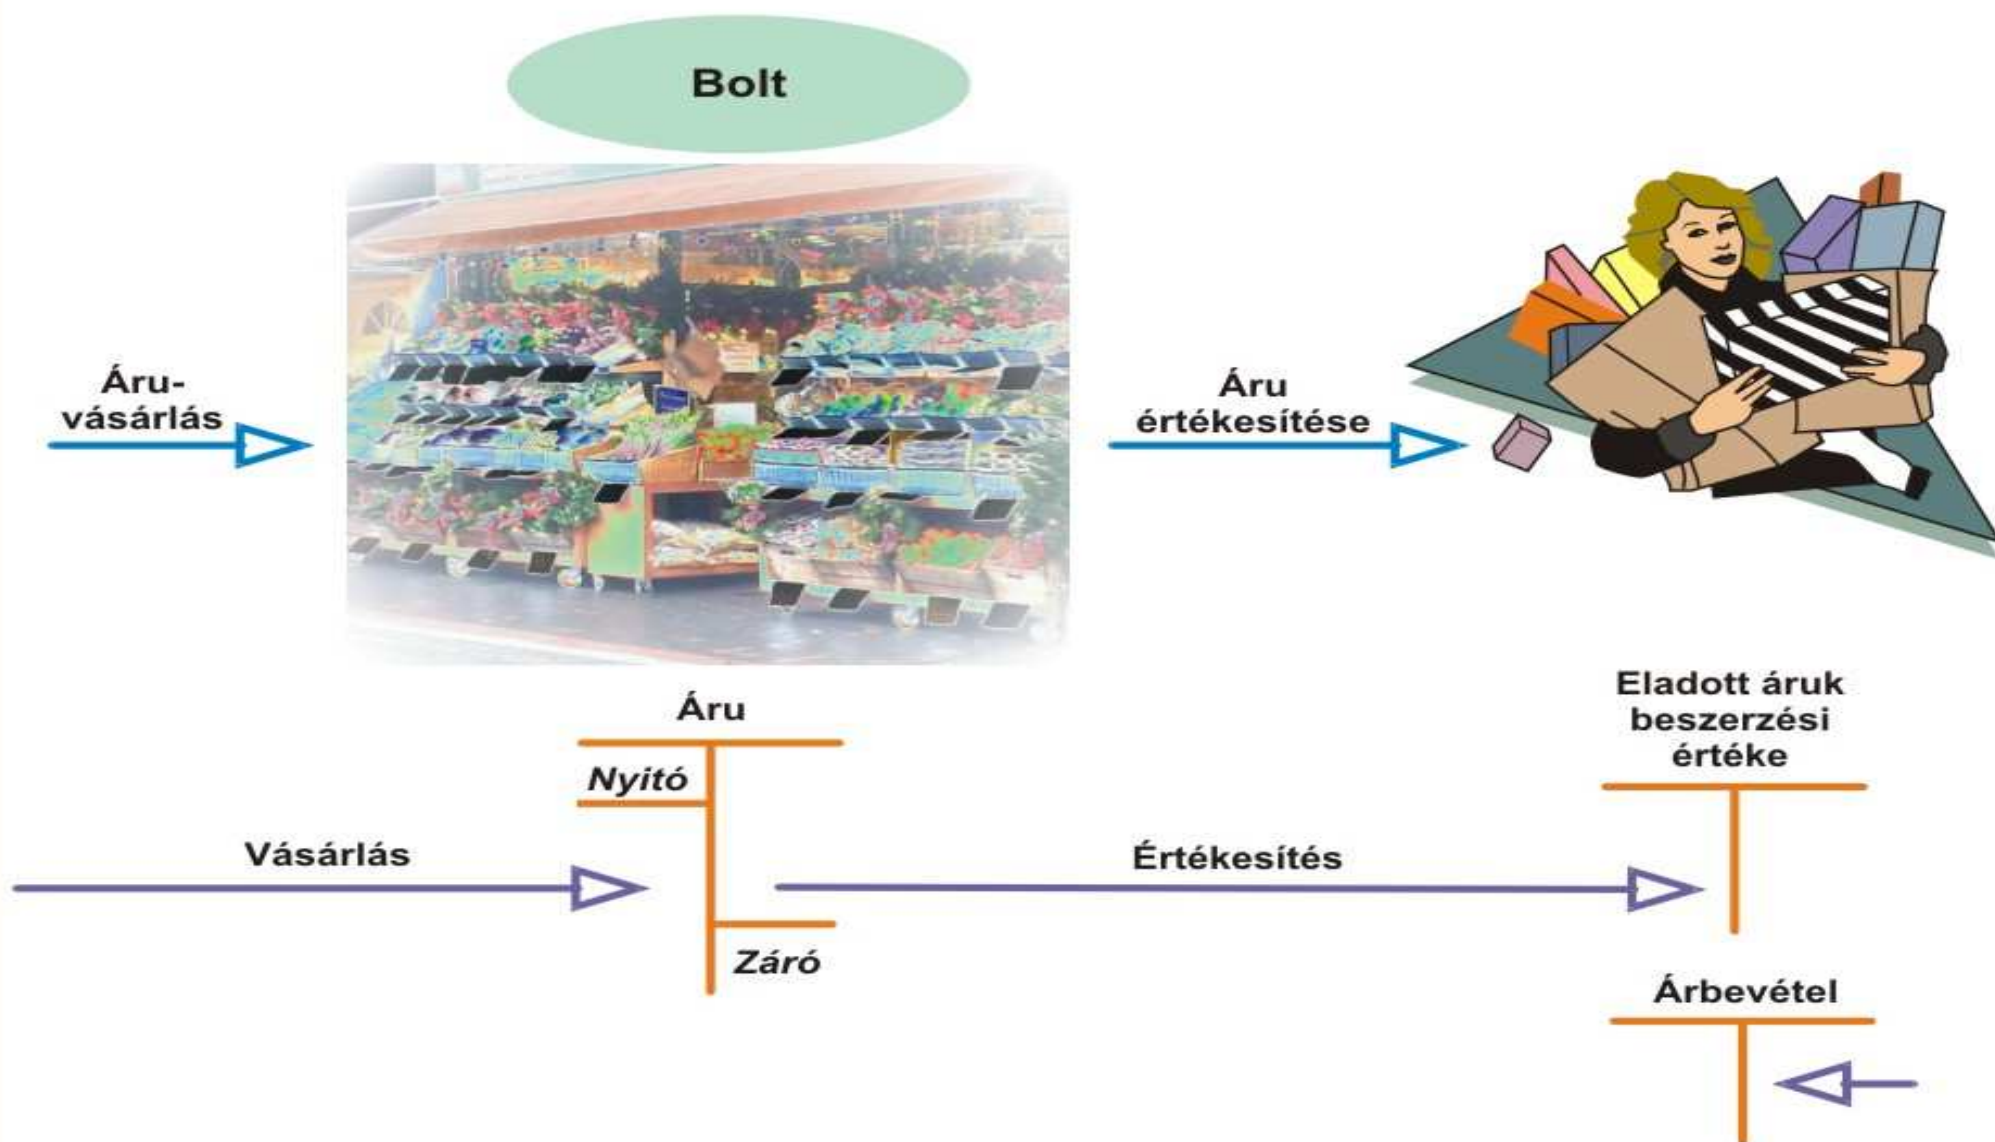 Bolt
Áru-
vásárlás
Áru
értékesítése
Áru
Nyitó
Eladott áruk
beszerzési
értéke
Vásárlás
Értékesítés
Záró
Árbevétel